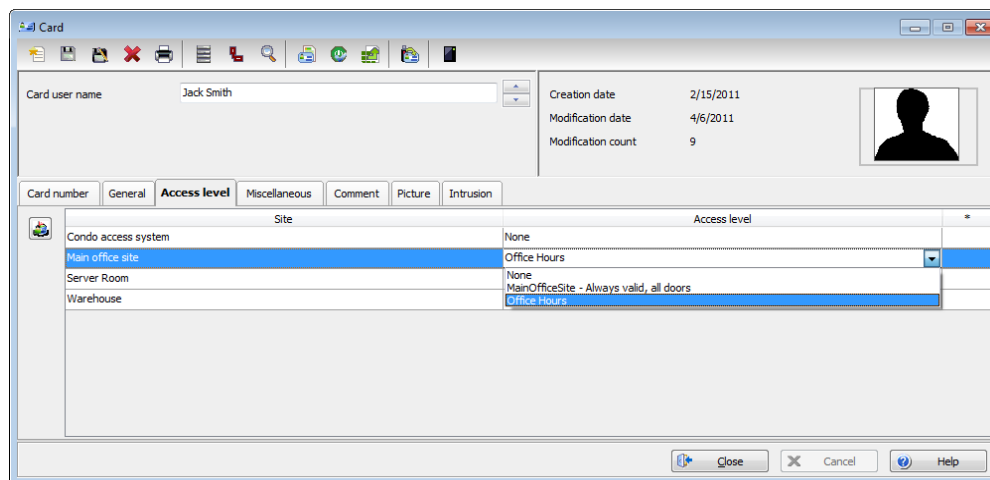 Card
Card user name
Jack Smith
Creation date 2/15/2011
Modification date 4/6/2011
Modification count 9
Card number General Access level Miscellaneous Comment Picture Intrusion
Site Access level *
Condo access system None
Main office site Office Hours
Server Room None
MainOfficeSite - Always valid, all doors
Warehouse Office Hours
Close Cancel Help